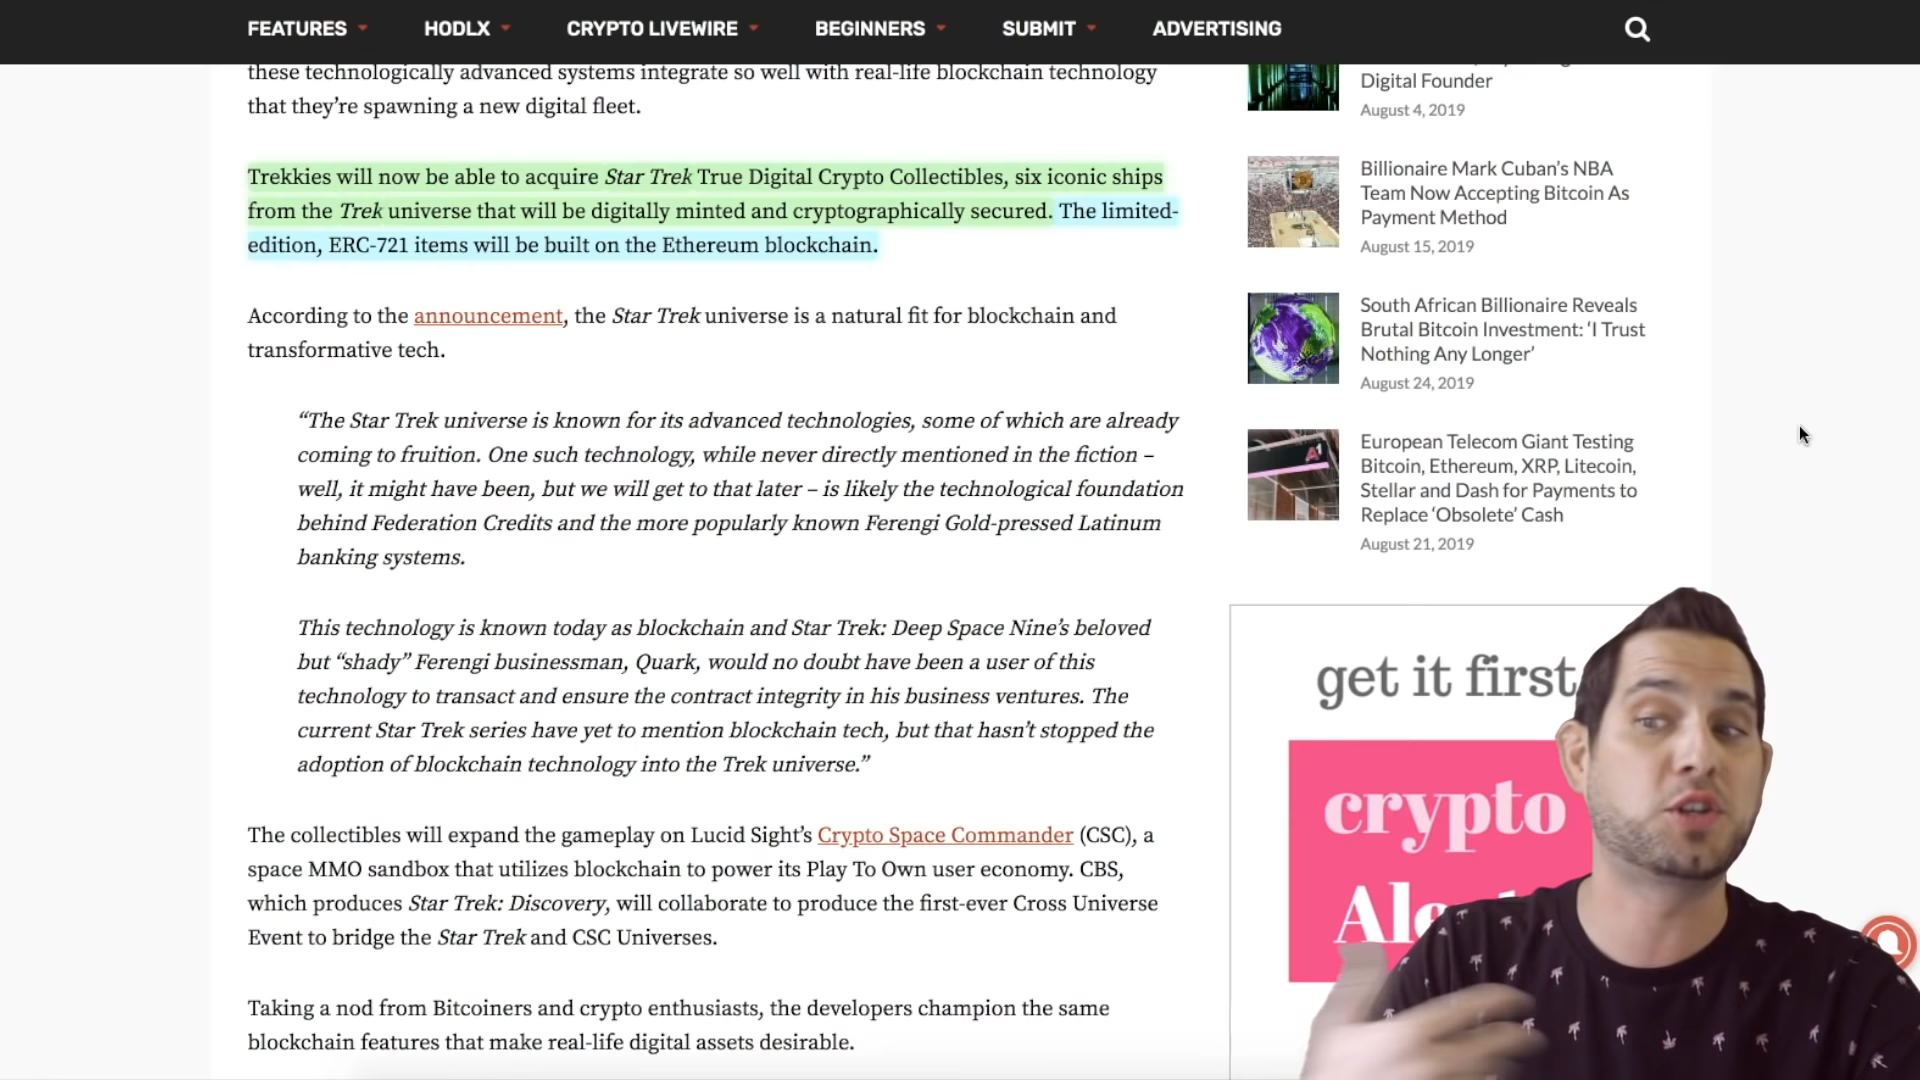 FEATURES HODLX CRYPTO LIVEWIRE BEGINNERS SUBMIT ADVERTISING
these technologically advanced systems integrate so well with real-life blockchain technology
that they’re spawning a new digital fleet.
Trekkies will now be able to acquire Star Trek True Digital Crypto Collectibles, six iconic ships
from the Trek universe that will be digitally minted and cryptographically secured. The limited-
edition, ERC-721 items will be built on the Ethereum blockchain.
According to the announcement, the Star Trek universe is a natural fit for blockchain and
transformative tech.
“The Star Trek universe is known for its advanced technologies, some of which are already
coming to fruition. One such technology, while never directly mentioned in the fiction –
well, it might have been, but we will get to that later – is likely the technological foundation
behind Federation Credits and the more popularly known Ferengi Gold-pressed Latinum
banking systems.
This technology is known today as blockchain and Star Trek: Deep Space Nine’s beloved
but “shady” Ferengi businessman, Quark, would no doubt have been a user of this
technology to transact and ensure the contract integrity in his business ventures. The
current Star Trek series have yet to mention blockchain tech, but that hasn’t stopped the
adoption of blockchain technology into the Trek universe.”
The collectibles will expand the gameplay on Lucid Sight’s Crypto Space Commander (CSC), a
space MMO sandbox that utilizes blockchain to power its Play To Own user economy. CBS,
which produces Star Trek: Discovery, will collaborate to produce the first-ever Cross Universe
Event to bridge the Star Trek and CSC Universes.
Taking a nod from Bitcoiners and crypto enthusiasts, the developers champion the same
blockchain features that make real-life digital assets desirable.
Digital Founder
August 4, 2019
Billionaire Mark Cuban’s NBA
Team Now Accepting Bitcoin As
Payment Method
August 15, 2019
South African Billionaire Reveals
Brutal Bitcoin Investment: ‘I Trust
Nothing Any Longer’
August 24, 2019
European Telecom Giant Testing
Bitcoin, Ethereum, XRP, Litecoin,
Stellar and Dash for Payments to
Replace ‘Obsolete’ Cash
August 21, 2019
get it first
crypto